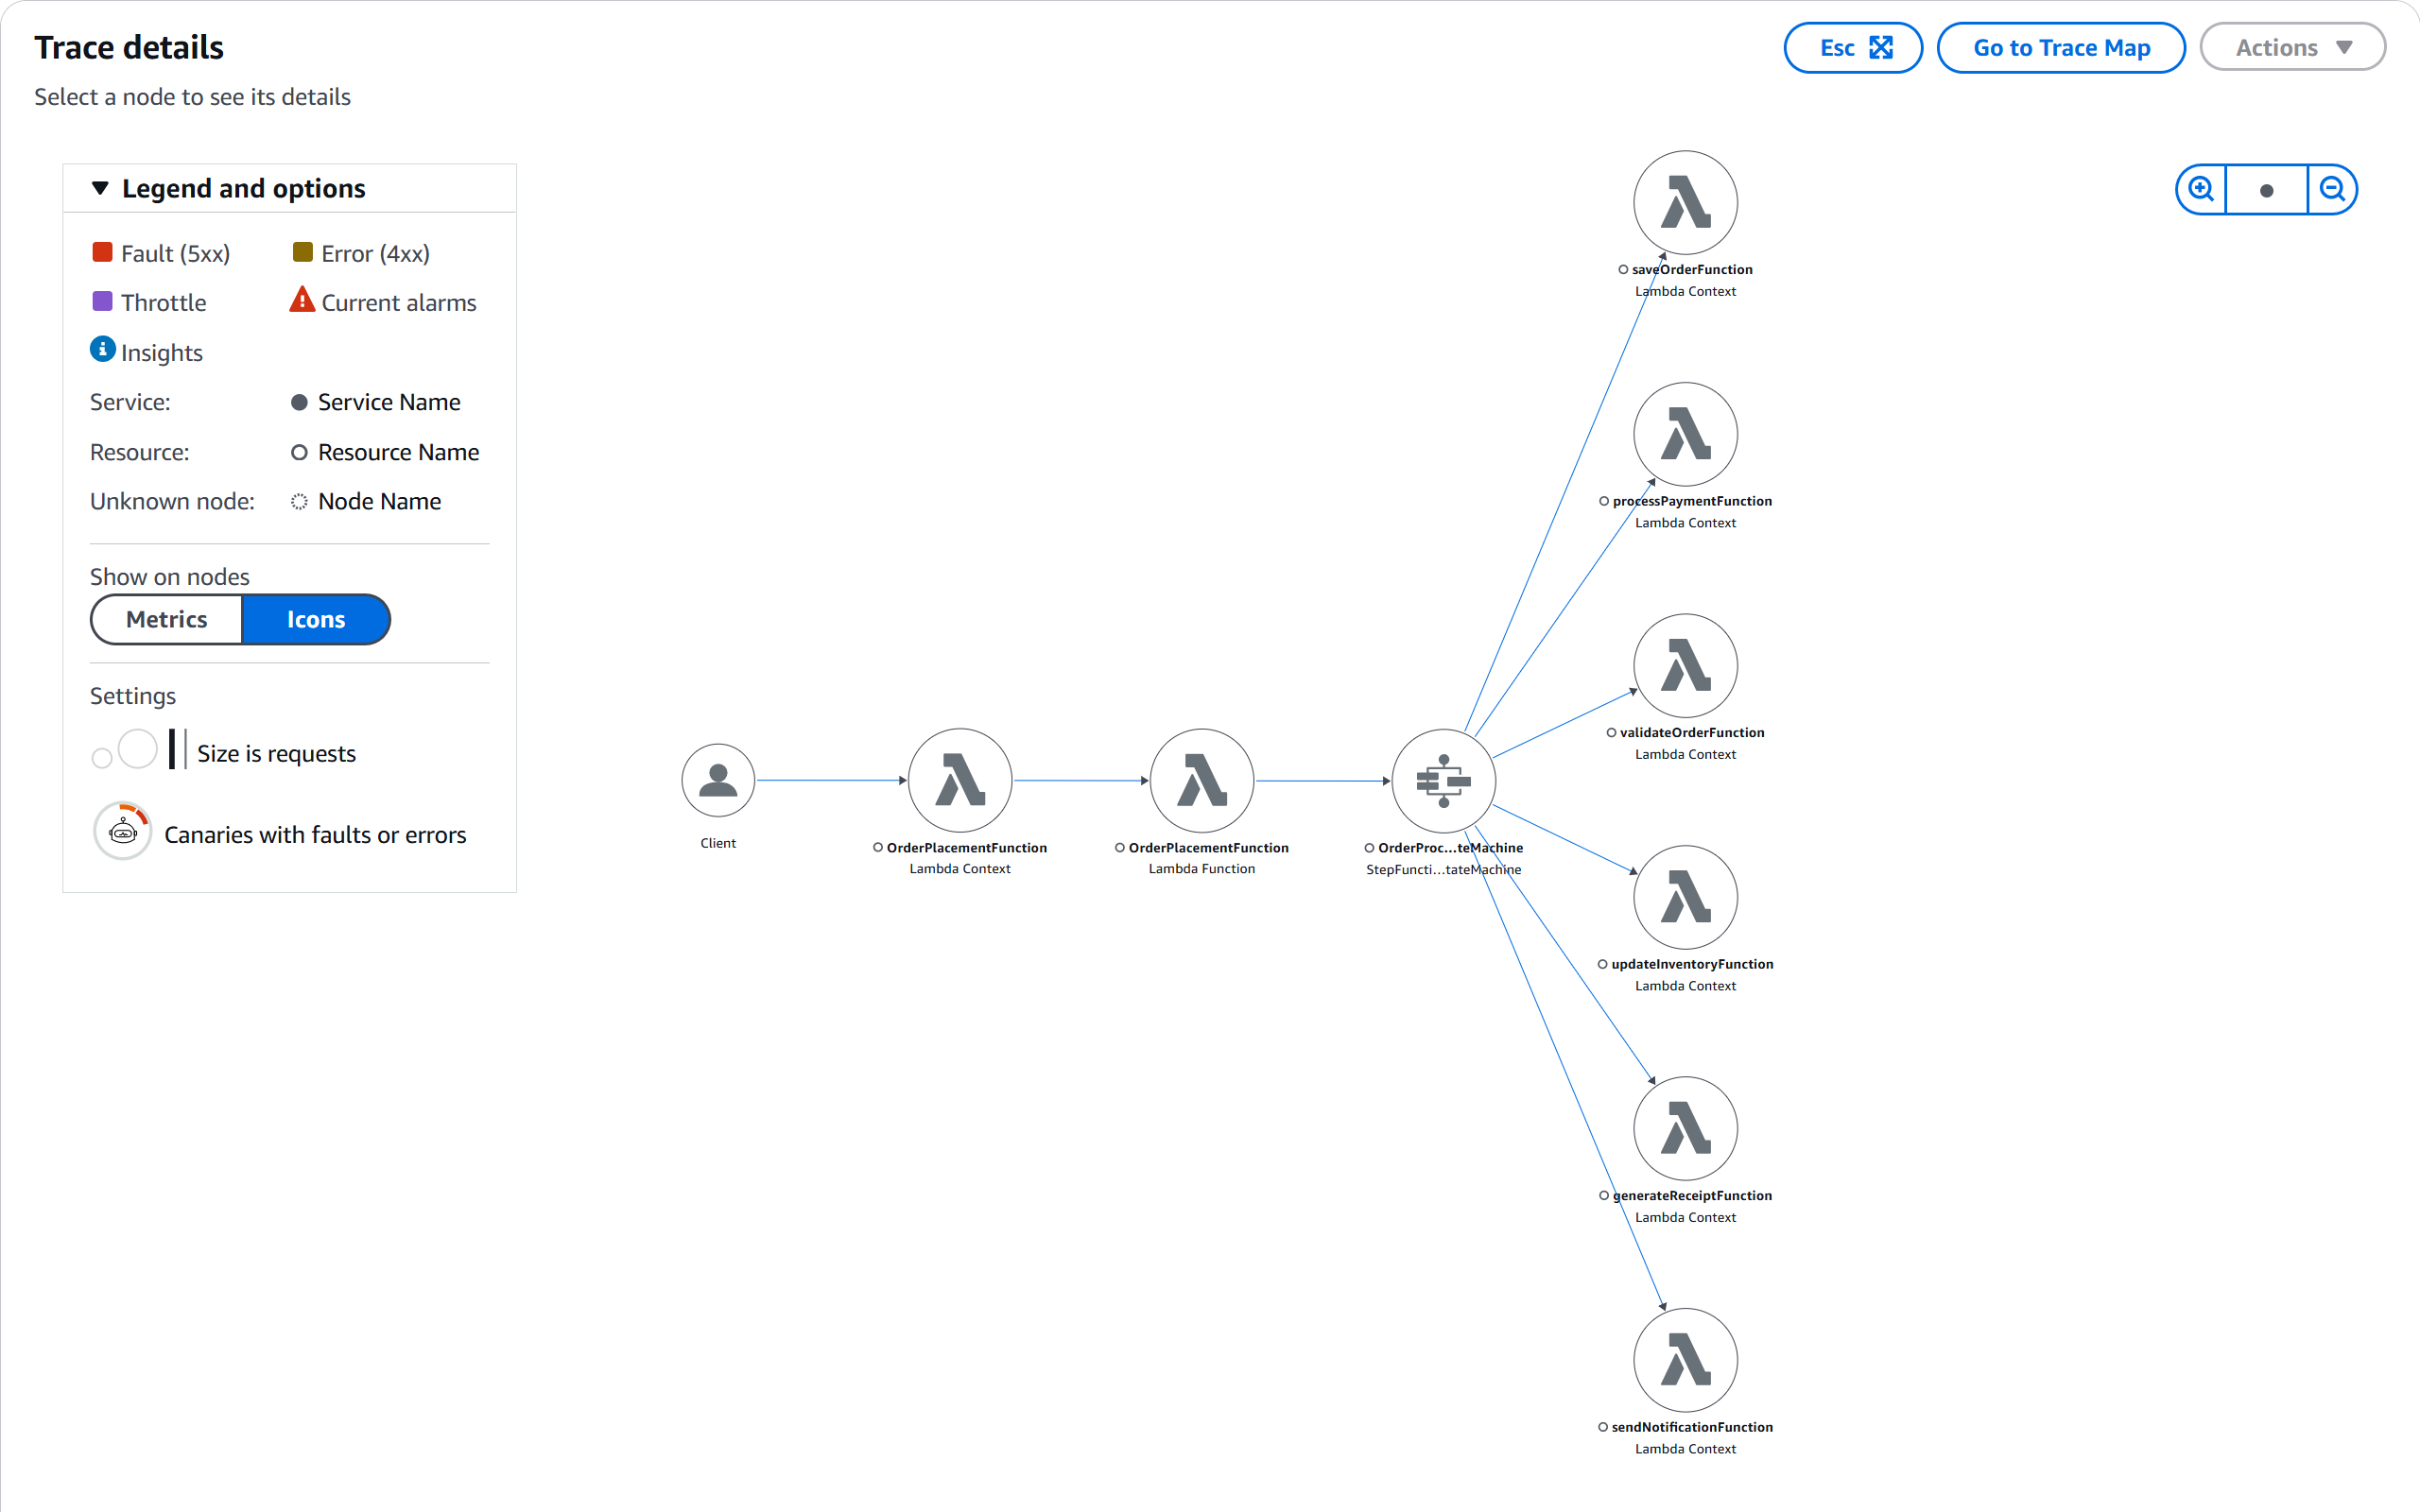 Trace details
Esc
Go to Trace Map
Actions
Select a node to see its details
Legend and options
Fault (5xx)
Error (4xx)
Throttle
Current alarms
Insights
Service:
Service Name
Resource:
Resource Name
Unknown node:
Node Name
Show on nodes
Metrics
Icons
Settings
Size is requests
Canaries with faults or errors
Client
OrderPlacementFunction
Lambda Context
OrderPlacementFunction
Lambda Function
OrderProc...teMachine
StepFuncti...tateMachine
saveOrderFunction
Lambda Context
processPaymentFunction
Lambda Context
validateOrderFunction
Lambda Context
updateInventoryFunction
Lambda Context
generateReceiptFunction
Lambda Context
sendNotificationFunction
Lambda Context